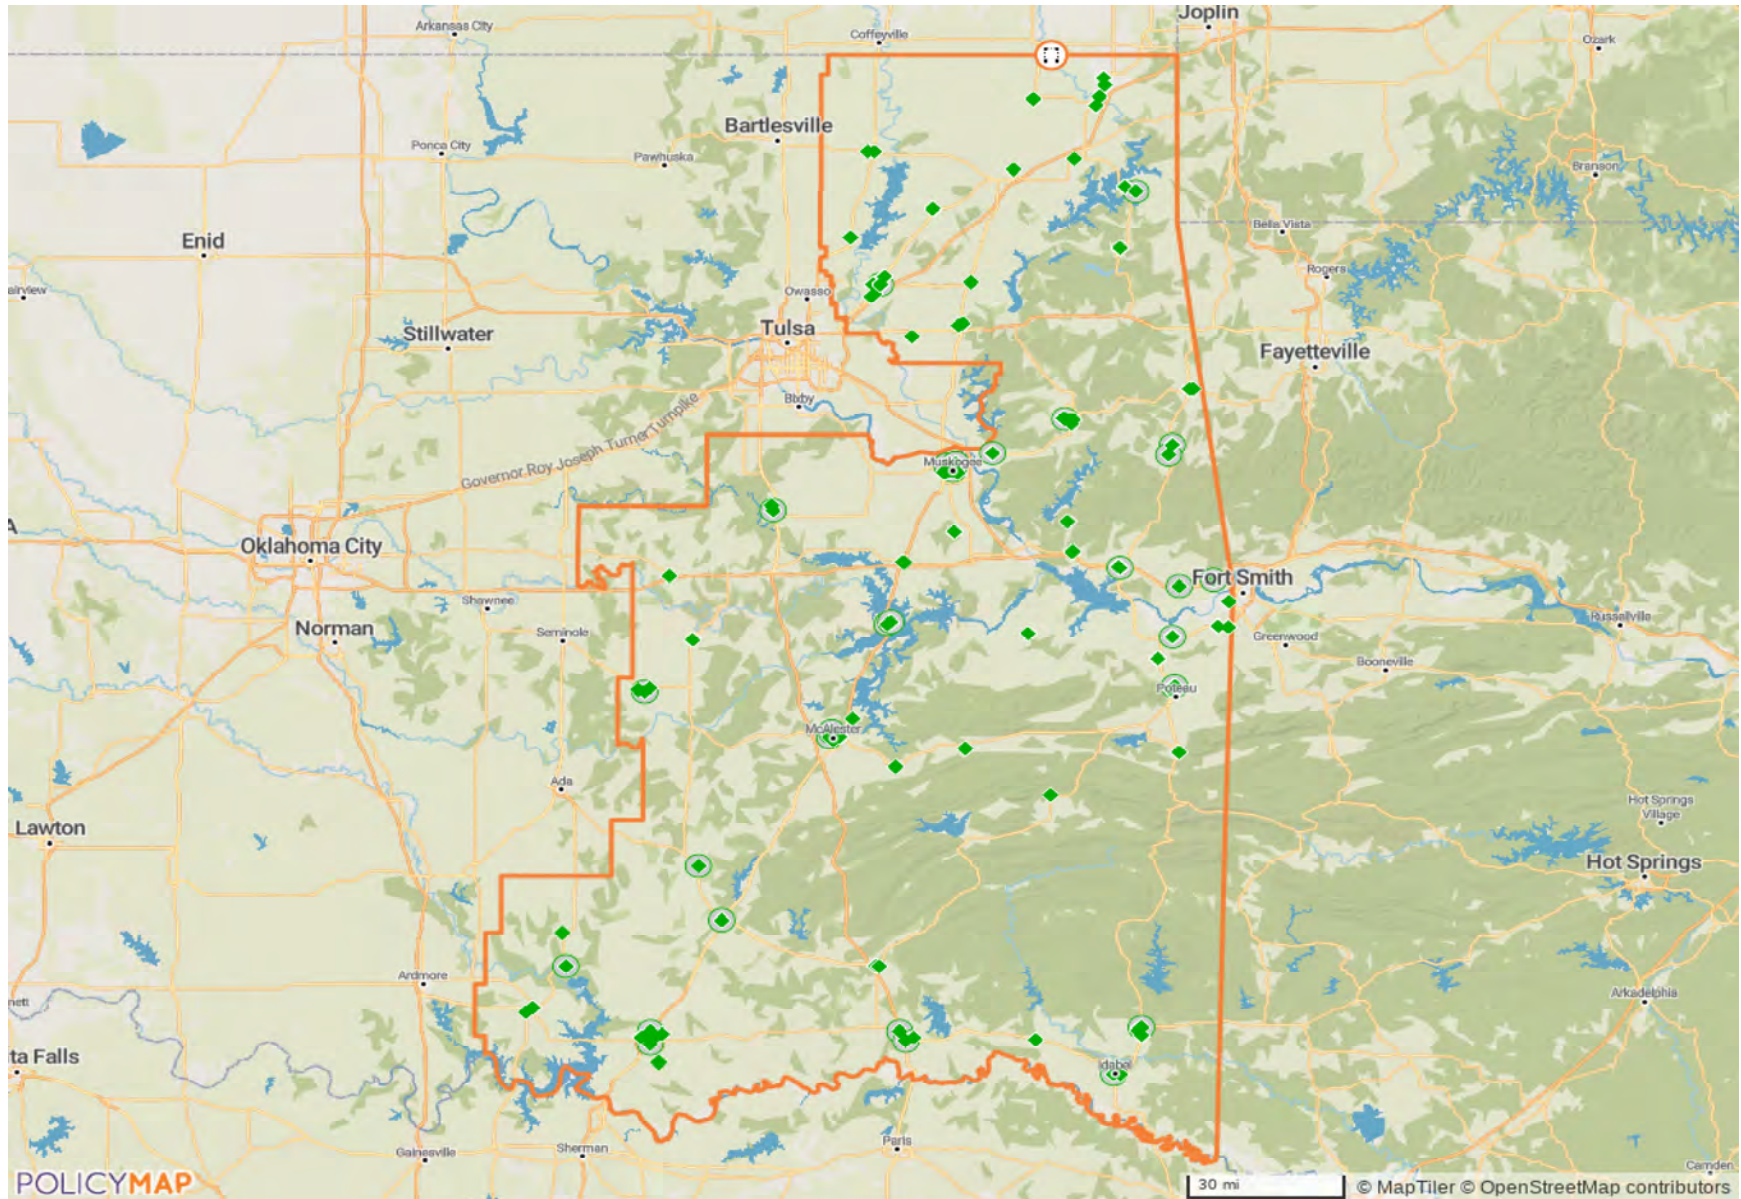 Joplin
Arkansas City
Coffeyville
Ozark
Bartlesville
Ponca City
Pawhuska
Branson
Bella Vista
Enid
Rogers
Owasso
Tulsa
Stillwater
Fayetteville
Bixby
Governor Roy Joseph Turner Turnpike
Muskogee
Oklahoma City
Fort Smith
Shawnee
Russellville
Norman
Seminole
Greenwood
Booneville
Poteau
McAlester
Ada
Hot Springs
Village
Lawton
Hot Springs
Ardmore
Arkadelphia
ta Falls
Idabel
Sherman
Paris
Gainesville
Camden
POLICYMAP
30 mi
© MapTiler © OpenStreetMap contributors